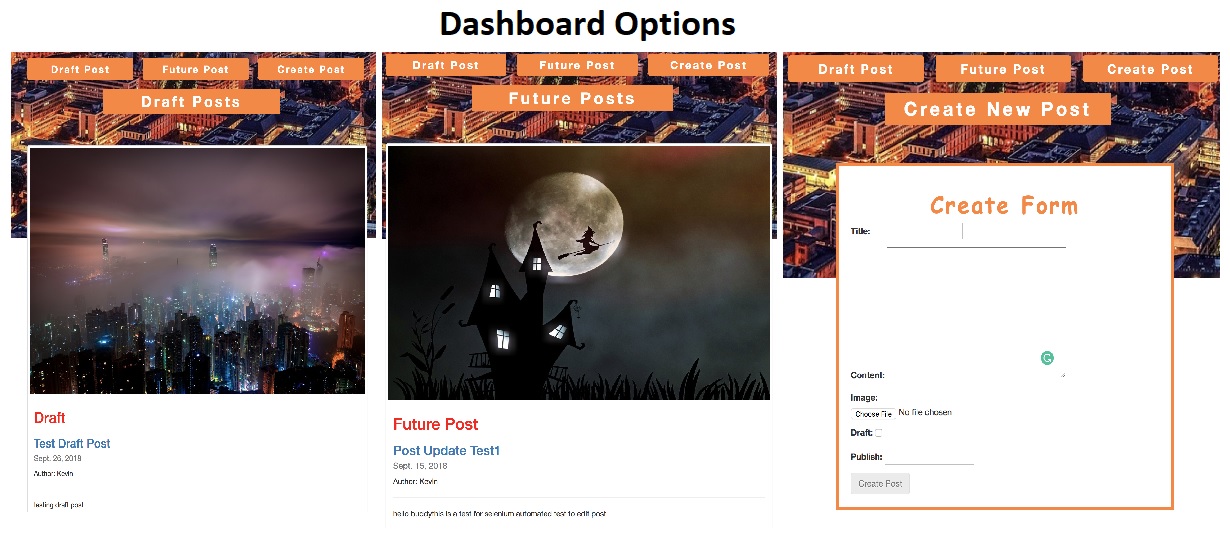 Dashboard Options
Draft Post
Future Post
Create Post
Draft Posts
Draft
Test Draft Post
Sept. 26, 2018
Author: Kevin
testing draft post
Draft Post
Future Post
Create Post
Future Posts
Future Post
Post Update Test1
Sept. 15, 2018
Author: Kevin
hello buddythis is a test for selenium automated test to edit post
Draft Post
Future Post
Create Post
Create New Post
Create Form
Title:
Content:
Image:
Choose File No file chosen
Draft:
Publish:
Create Post